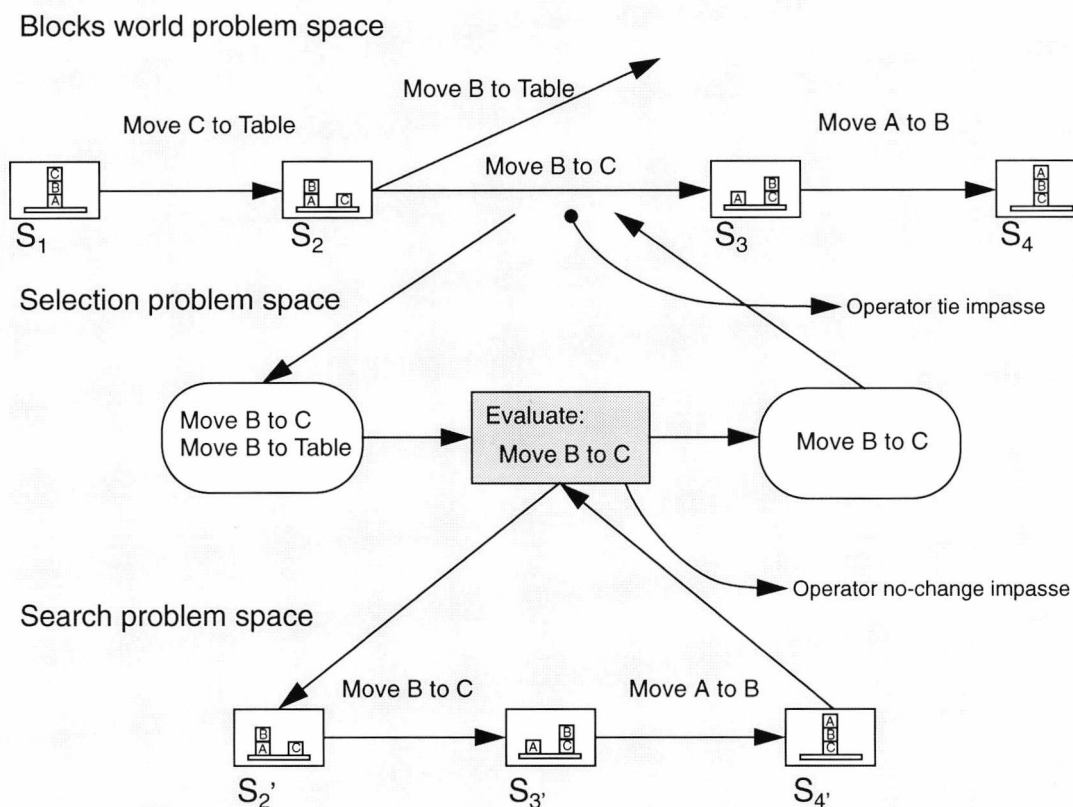 Blocks world problem space
Move B to Table
Move C to Table
Move A to B
Move B to C
C
B
A
B
A C
B
A C
A
B
C
S1
S2
S3
S4
Selection problem space
Operator tie impasse
Move B to C
Move B to Table
Evaluate:
Move B to C
Move B to C
Operator no-change impasse
Search problem space
Move B to C
Move A to B
B
A C
B
A C
A
B
C
S2'
S3'
S4'